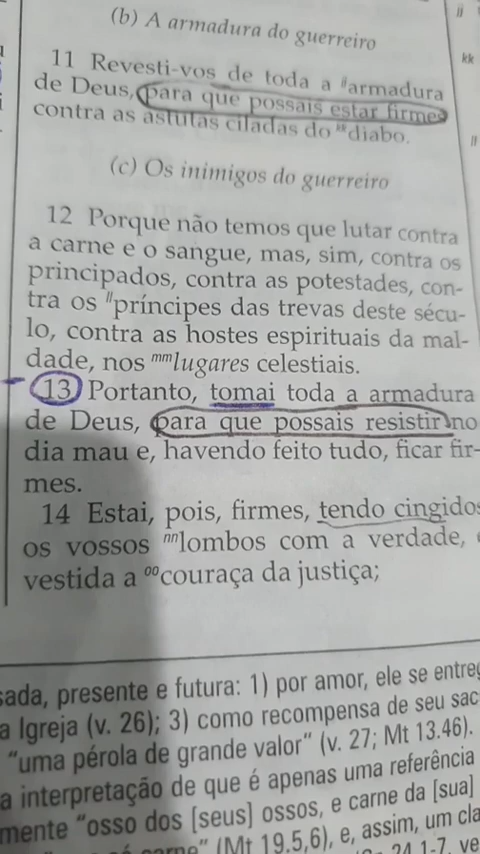 (b) A armadura do guerreiro
11 Revesti-vos de toda a armadura
de Deus, para que possais estar firmes
contra as astutas ciladas do kkdiabo.
(c) Os inimigos do guerreiro
12 Porque não temos que lutar contra
a carne e o sangue, mas, sim, contra os
principados, contra as potestades, con-
tra os llpríncipes das trevas deste sécu-
lo, contra as hostes espirituais da mal-
dade, nos mmlugares celestiais.
13 Portanto, tomai toda a armadura
de Deus, para que possais resistir no
dia mau e, havendo feito tudo, ficar fir-
mes.
14 Estai, pois, firmes, tendo cingidos
os vossos nnlombos com a verdade,
vestida a oocouraça da justiça;
sada, presente e futura: 1) por amor, ele se entreg
a Igreja (v. 26); 3) como recompensa de seu sac
"uma pérola de grande valor" (v. 27; Mt 13.46).
a interpretação de que é apenas uma referência
mente "osso dos [seus] ossos, e carne da [sua]
(Mt 19.5,6), e, assim, um cla
kk